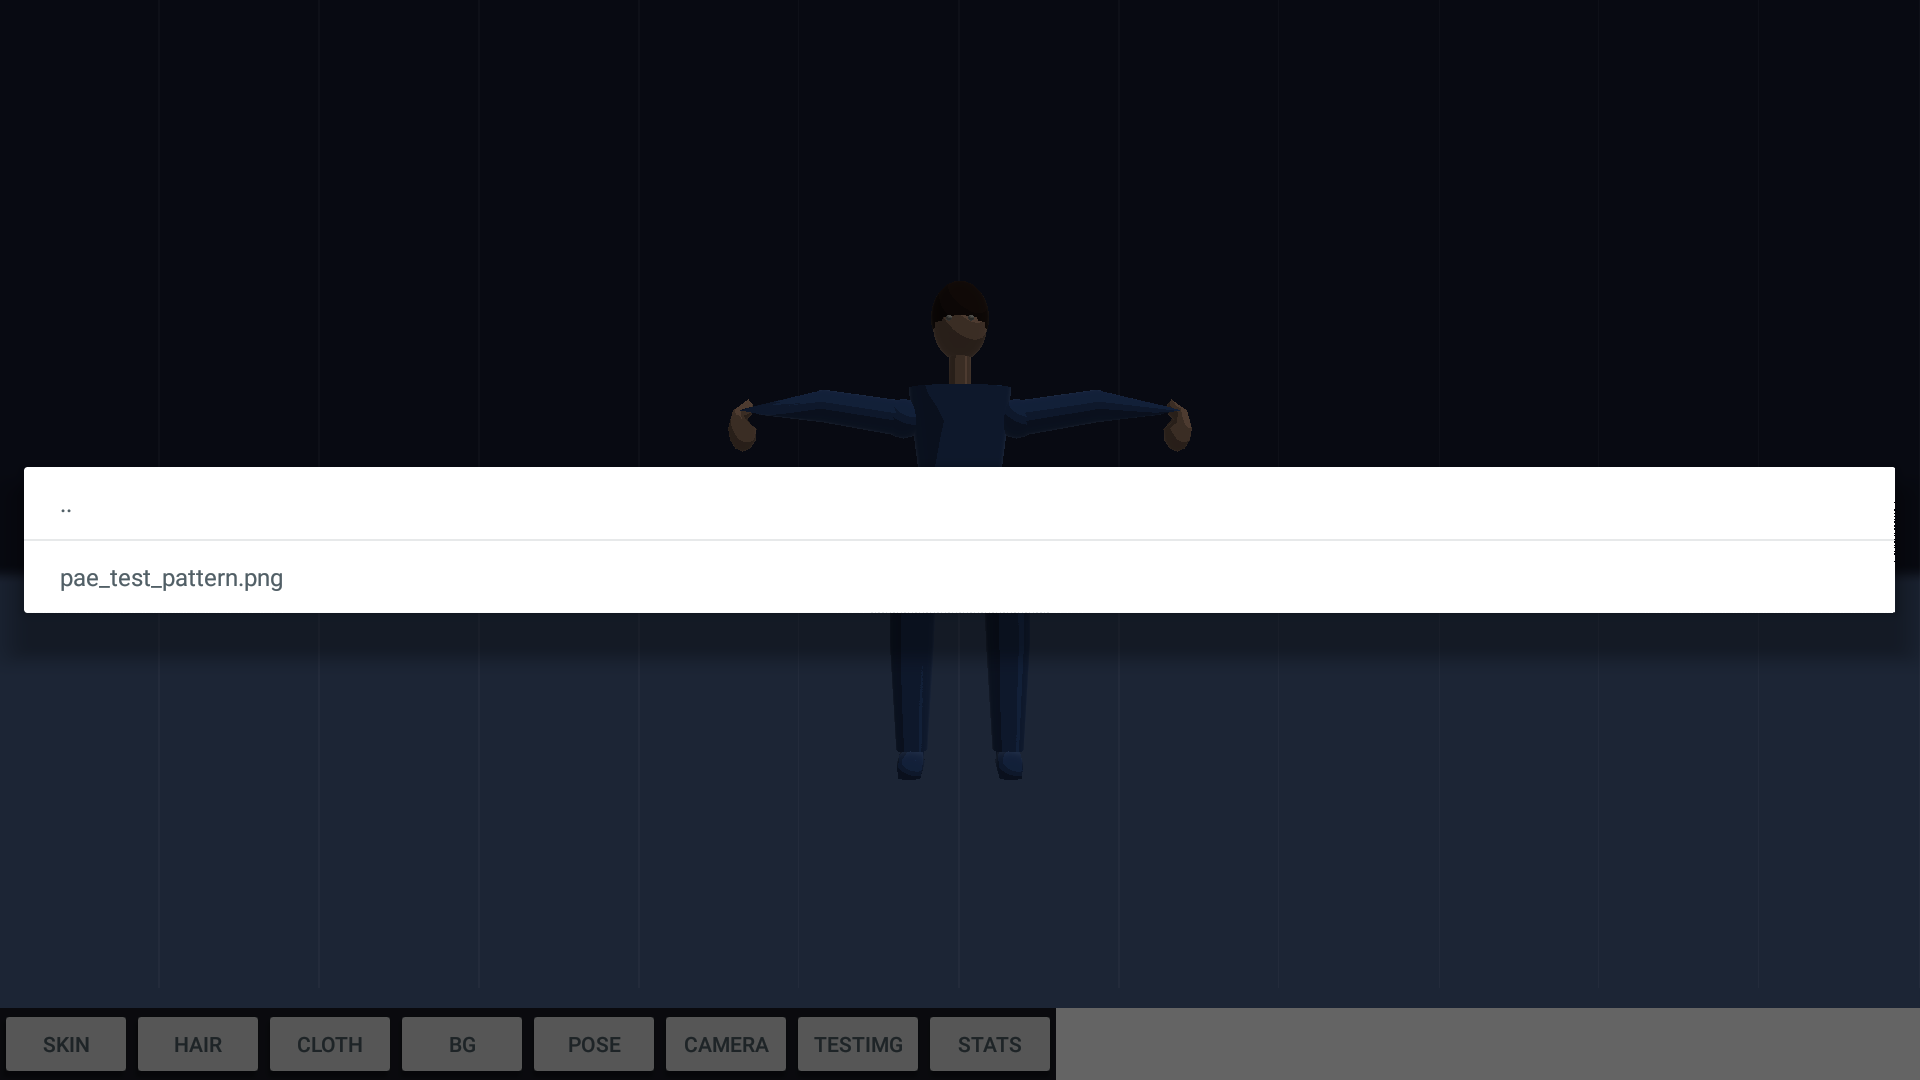 ..
pae_test_pattern.png
SKIN HAIR CLOTH BG POSE CAMERA TESTIMG STATS